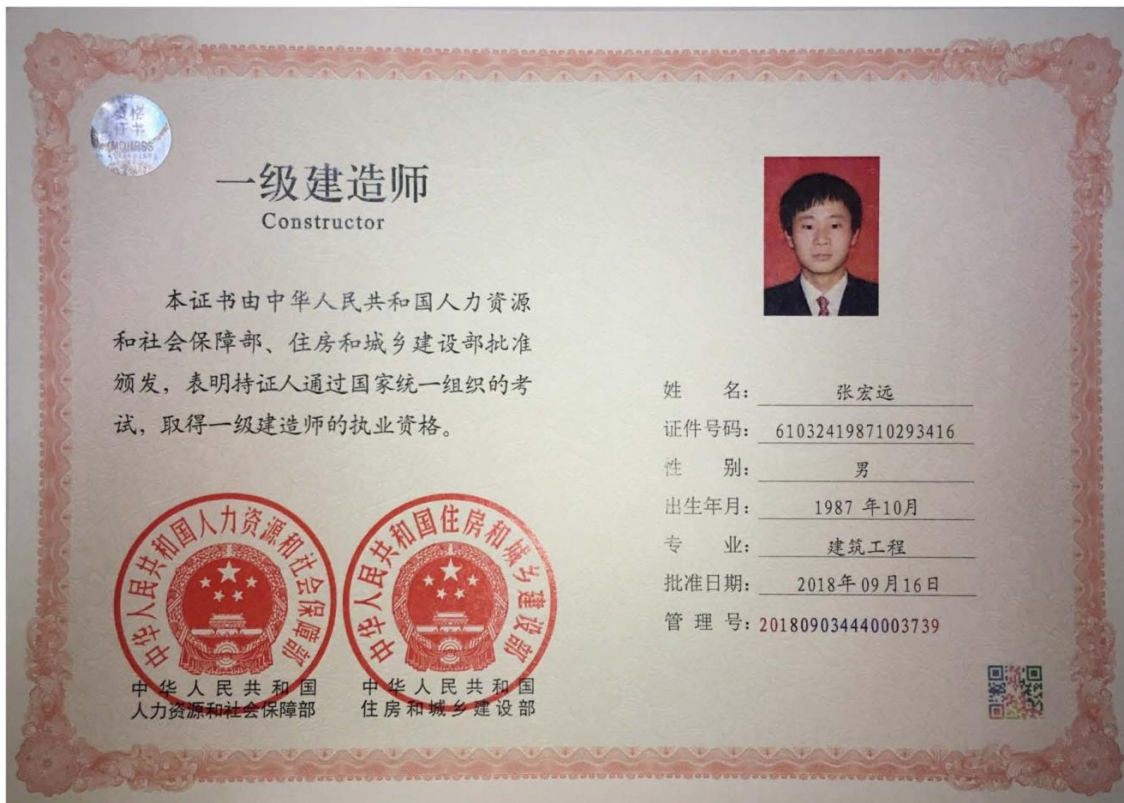 资格
证书
一级建造师
Constructor
本证书由中华人民共和国人力资源
和社会保障部、住房和城乡建设部批准
颁发，表明持证人通过国家统一组织的考
试，取得一级建造师的执业资格。
中华人民共和国人力资源和社会保障部
中华人民共和国住房和城乡建设部
中华人民共和国
人力资源和社会保障部
中华人民共和国
住房和城乡建设部
姓 名： 张宏远
证件号码： 610324198710293416
性 别： 男
出生年月： 1987 年10月
专 业： 建筑工程
批准日期： 2018年09月16日
管 理 号：201809034440003739